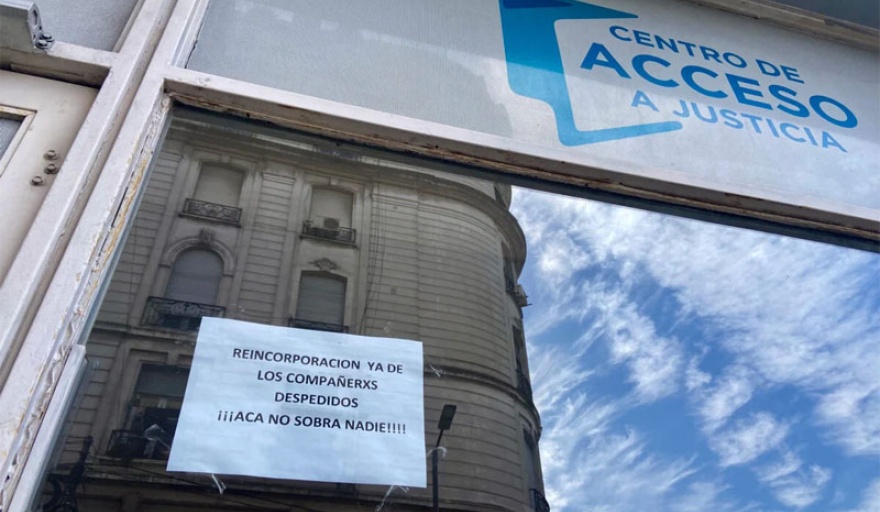 CENTRO DE
ACCESO
A JUSTICIA
REINCORPORACION YA DE
LOS COMPAÑERXS
DESPEDIDOS
¡¡¡ACA NO SOBRA NADIE!!!!